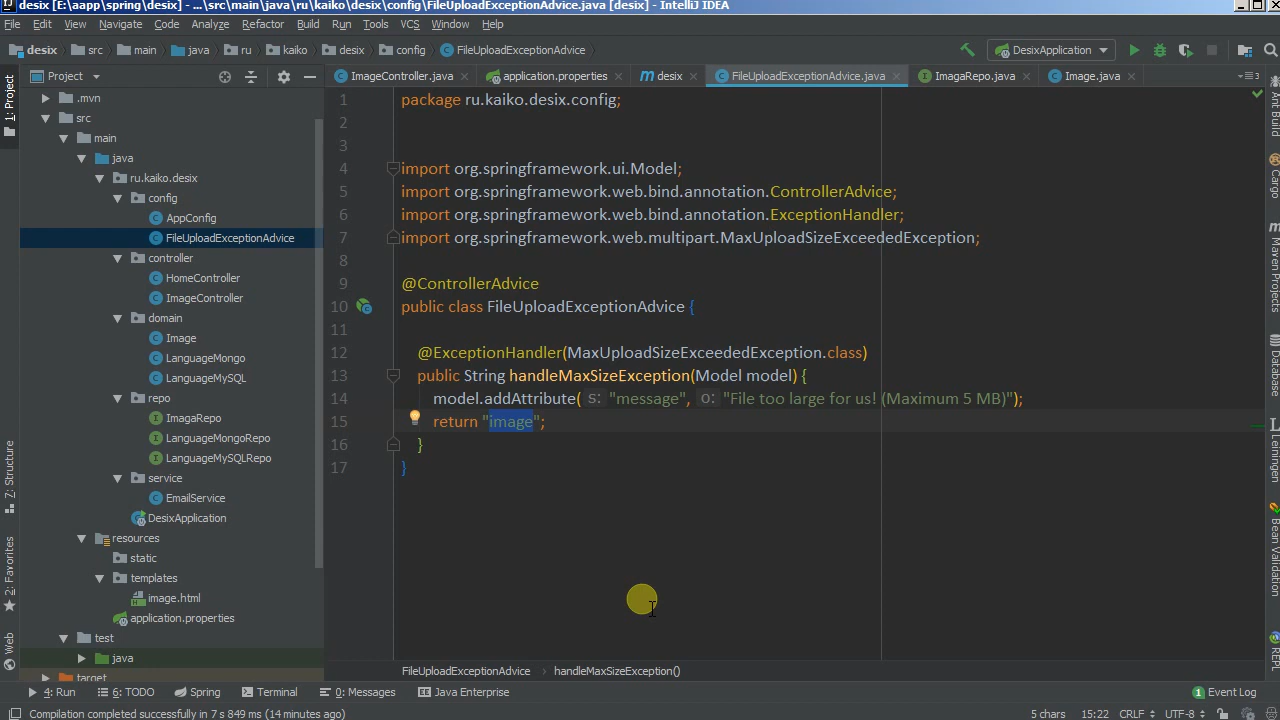 desix [E:\aapp\spring\desix] - ...\src\main\java\ru\kaiko\desix\config\FileUploadExceptionAdvice.java [desix] - IntelliJ IDEA
File Edit View Navigate Code Analyze Refactor Build Run Tools VCS Window Help
desix src main java ru kaiko desix config FileUploadExceptionAdvice DesixApplication
Project ImageController.java application.properties desix FileUploadExceptionAdvice.java ImagaRepo.java Image.java 3
.mvn
src
main
java
ru.kaiko.desix
config
AppConfig
FileUploadExceptionAdvice
controller
HomeController
ImageController
domain
Image
LanguageMongo
LanguageMySQL
repo
ImagaRepo
LanguageMongoRepo
LanguageMySQLRepo
service
EmailService
DesixApplication
resources
static
templates
image.html
application.properties
test
java
target
1 package ru.kaiko.desix.config;
2
3
4 import org.springframework.ui.Model;
5 import org.springframework.web.bind.annotation.ControllerAdvice;
6 import org.springframework.web.bind.annotation.ExceptionHandler;
7 import org.springframework.web.multipart.MaxUploadSizeExceededException;
8
9 @ControllerAdvice
10 public class FileUploadExceptionAdvice {
11
12 @ExceptionHandler(MaxUploadSizeExceededException.class)
13 public String handleMaxSizeException(Model model) {
14 model.addAttribute( s: "message", o: "File too large for us! (Maximum 5 MB)");
15 return "image";
16 }
17 }
1: Project
7: Structure
2: Favorites
Web
Ant Build
Cargo
Maven Projects
Database
Leiningen
Bean Validation
REPL
FileUploadExceptionAdvice handleMaxSizeException()
4: Run 6: TODO Spring Terminal 0: Messages Java Enterprise 1 Event Log
Compilation completed successfully in 7 s 849 ms (14 minutes ago) 5 chars 15:22 CRLF UTF-8